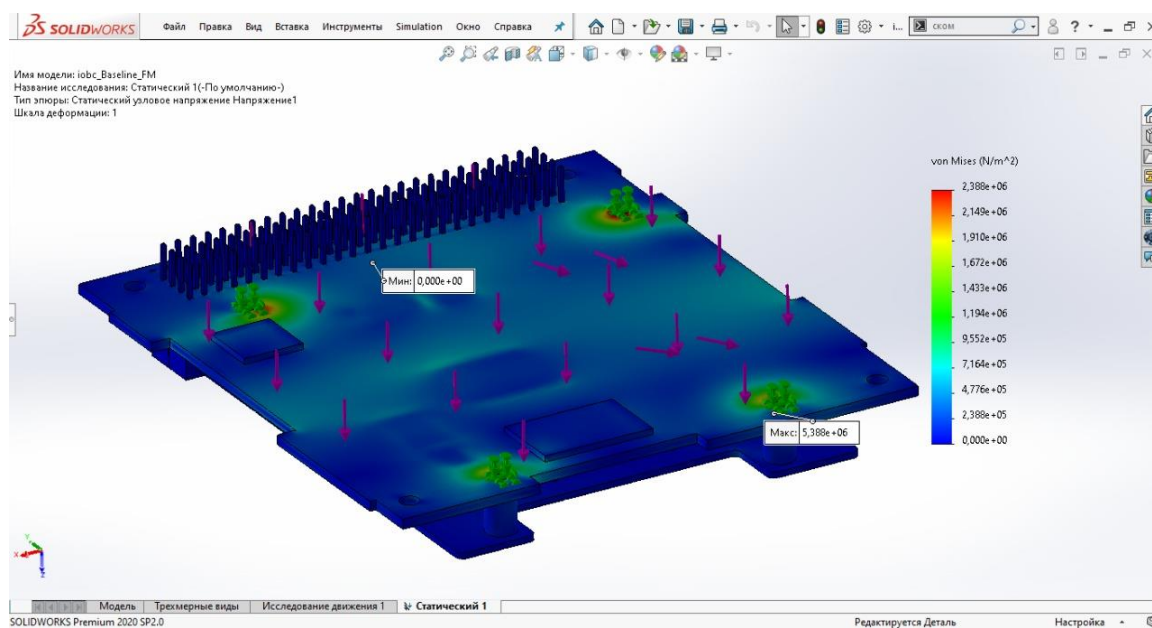 SOLIDWORKS Файл Правка Вид Вставка Инструменты Simulation Окно Справка i... ском ?
Имя модели: iobc_Baseline_FM
Название исследования: Статический 1(-По умолчанию-)
Тип эпюры: Статический узловое напряжение Напряжение1
Шкала деформации: 1
von Mises (N/m^2)
2,388e+06
2,149e+06
1,910e+06
1,672e+06
1,433e+06
1,194e+06
9,552e+05
7,164e+05
4,776e+05
2,388e+05
0,000e+00
Мин: 0,000e+00
Макс: 5,388e+06
Y
X
Z
Модель Трехмерные виды Исследование движения 1 Статический 1
SOLIDWORKS Premium 2020 SP2.0 Редактируется Деталь Настройка